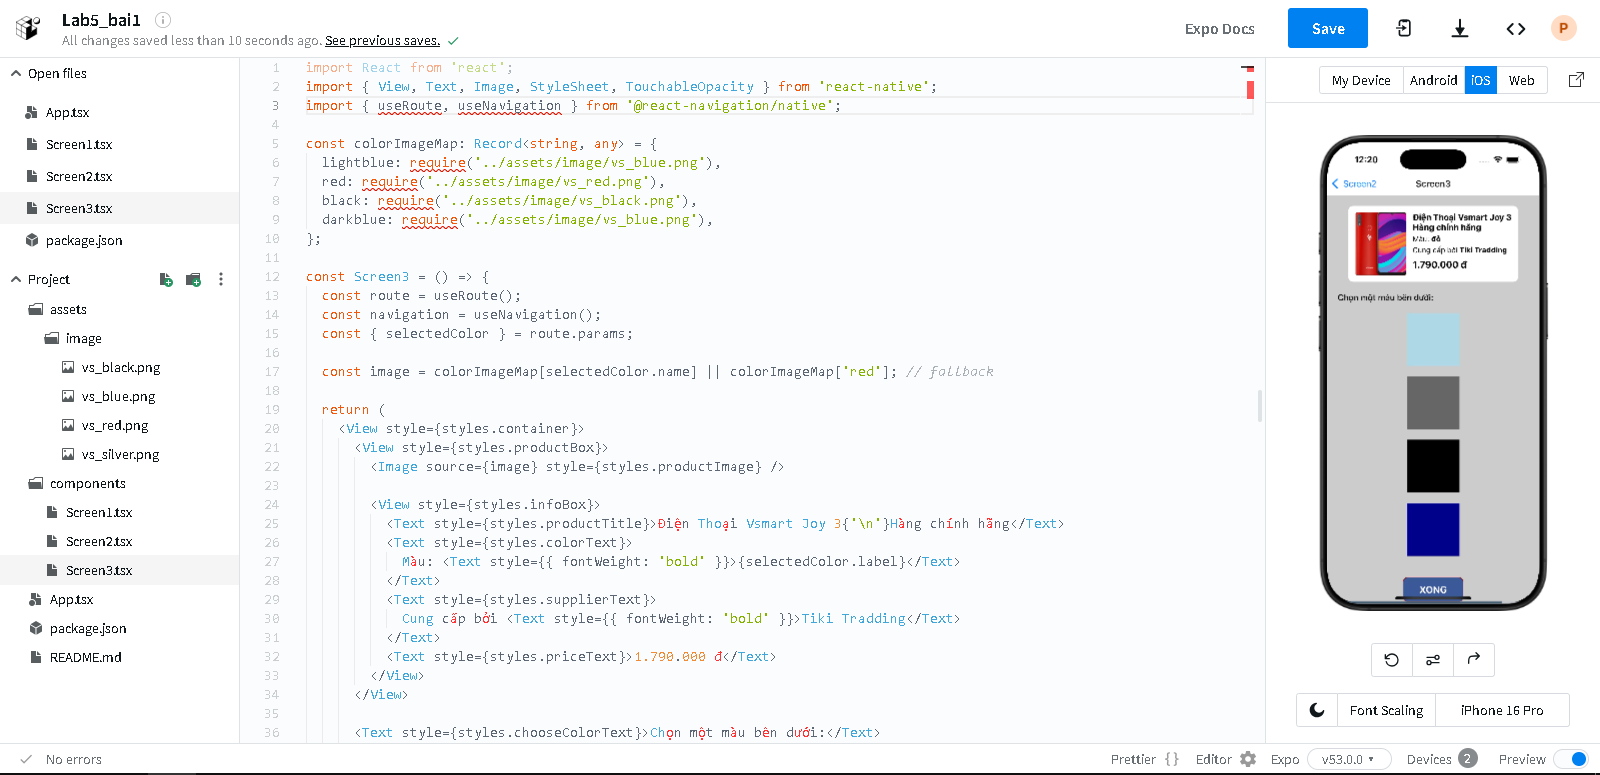 Lab5_bai1
All changes saved less than 10 seconds ago. See previous saves.
Expo Docs
Save
P
Open files
App.tsx
Screen1.tsx
Screen2.tsx
Screen3.tsx
package.json
Project
assets
image
vs_black.png
vs_blue.png
vs_red.png
vs_silver.png
components
Screen1.tsx
Screen2.tsx
Screen3.tsx
App.tsx
package.json
README.md
1 import React from 'react';
2 import { View, Text, Image, StyleSheet, TouchableOpacity } from 'react-native';
3 import { useRoute, useNavigation } from '@react-navigation/native';
4
5 const colorImageMap: Record<string, any> = {
6 lightblue: require('../assets/image/vs_blue.png'),
7 red: require('../assets/image/vs_red.png'),
8 black: require('../assets/image/vs_black.png'),
9 darkblue: require('../assets/image/vs_blue.png'),
10 };
11
12 const Screen3 = () => {
13 const route = useRoute();
14 const navigation = useNavigation();
15 const { selectedColor } = route.params;
16
17 const image = colorImageMap[selectedColor.name] || colorImageMap['red']; // fallback
18
19 return (
20 <View style={styles.container}>
21 <View style={styles.productBox}>
22 <Image source={image} style={styles.productImage} />
23
24 <View style={styles.infoBox}>
25 <Text style={styles.productTitle}>Điện Thoại Vsmart Joy 3{'\n'}Hàng chính hãng</Text>
26 <Text style={styles.colorText}>
27 Màu: <Text style={{ fontWeight: 'bold' }}>{selectedColor.label}</Text>
28 </Text>
29 <Text style={styles.supplierText}>
30 Cung cấp bởi <Text style={{ fontWeight: 'bold' }}>Tiki Tradding</Text>
31 </Text>
32 <Text style={styles.priceText}>1.790.000 đ</Text>
33 </View>
34 </View>
35
36 <Text style={styles.chooseColorText}>Chọn một màu bên dưới:</Text>
My Device
Android
iOS
Web
12:20
Screen2
Screen3
Điện Thoại Vsmart Joy 3
Hàng chính hãng
Màu: đỏ
Cung cấp bởi Tiki Tradding
1.790.000 đ
Chọn một màu bên dưới:
XONG
Font Scaling
iPhone 16 Pro
No errors
Prettier { }
Editor
Expo
v53.0.0
Devices 2
Preview